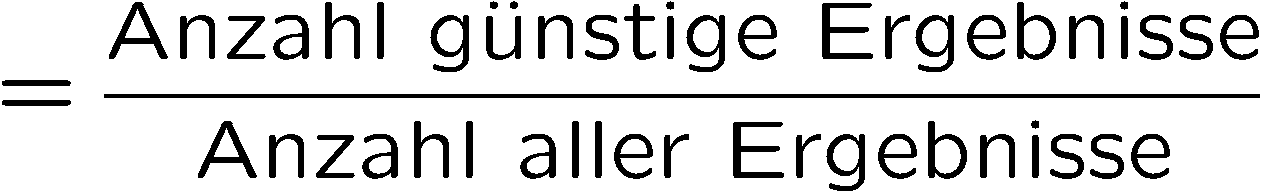 Anzahl günstige Ergebnisse
=
Anzahl aller Ergebnisse